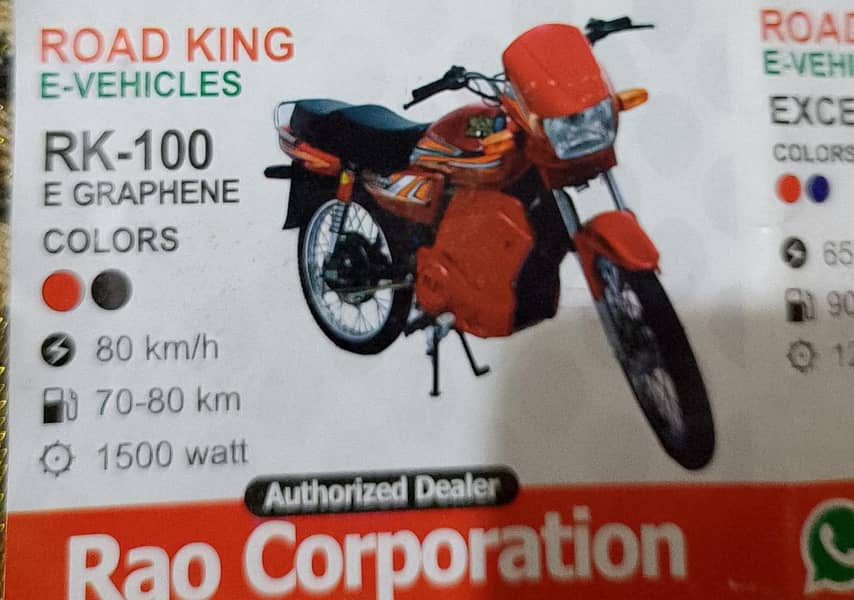 ROAD KING
E-VEHICLES
RK-100
E GRAPHENE
COLORS
80 km/h
70-80 km
1500 watt
Authorized Dealer
Rao Corporation
ROAD
E-VEHI
EXCE
COLORS
65
90
12